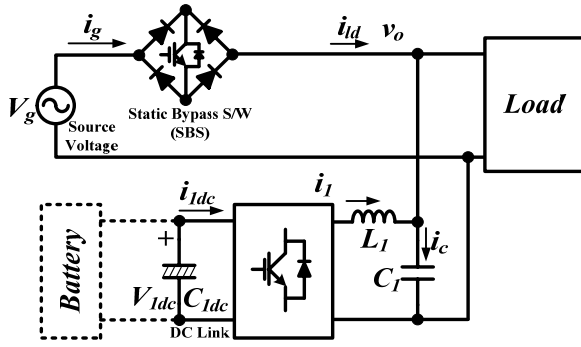 i_g
i_ld
v_o
V_g
Source
Voltage
Static Bypass S/W
(SBS)
Load
Battery
i_1dc
+
V_1dc
C_1dc
DC Link
i_1
L_1
i_c
C_1